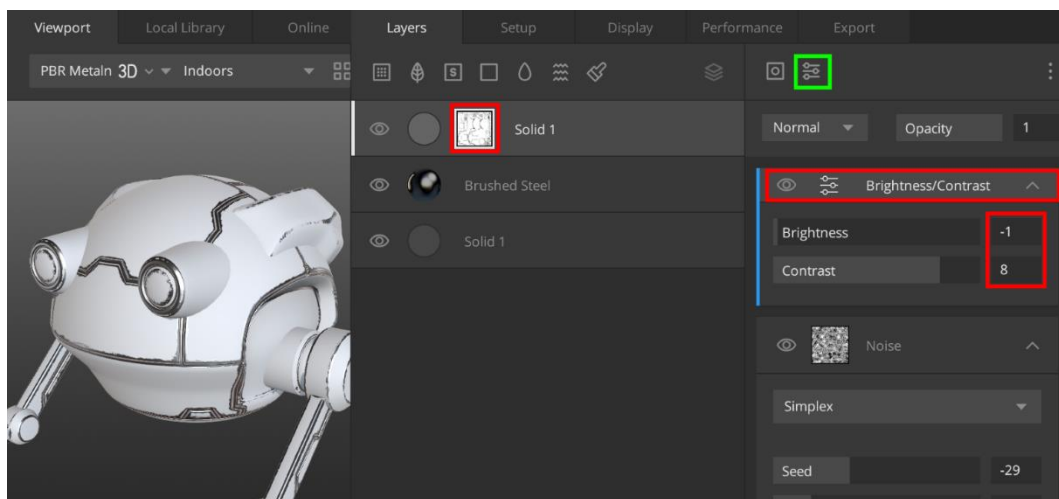 Viewport Local Library Online Layers Setup Display Performance Export
PBR Metaln 3D Indoors
S
Solid 1
Brushed Steel
Solid 1
Normal Opacity 1
Brightness/Contrast
Brightness -1
Contrast 8
Noise
Simplex
Seed -29